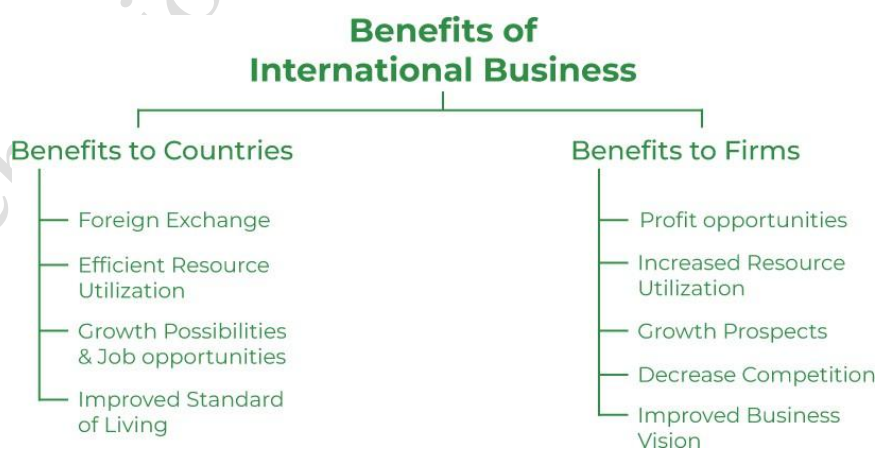 Benefits of
International Business
Benefits to Countries
Foreign Exchange
Efficient Resource
Utilization
Growth Possibilities
& Job opportunities
Improved Standard
of Living
Benefits to Firms
Profit opportunities
Increased Resource
Utilization
Growth Prospects
Decrease Competition
Improved Business
Vision